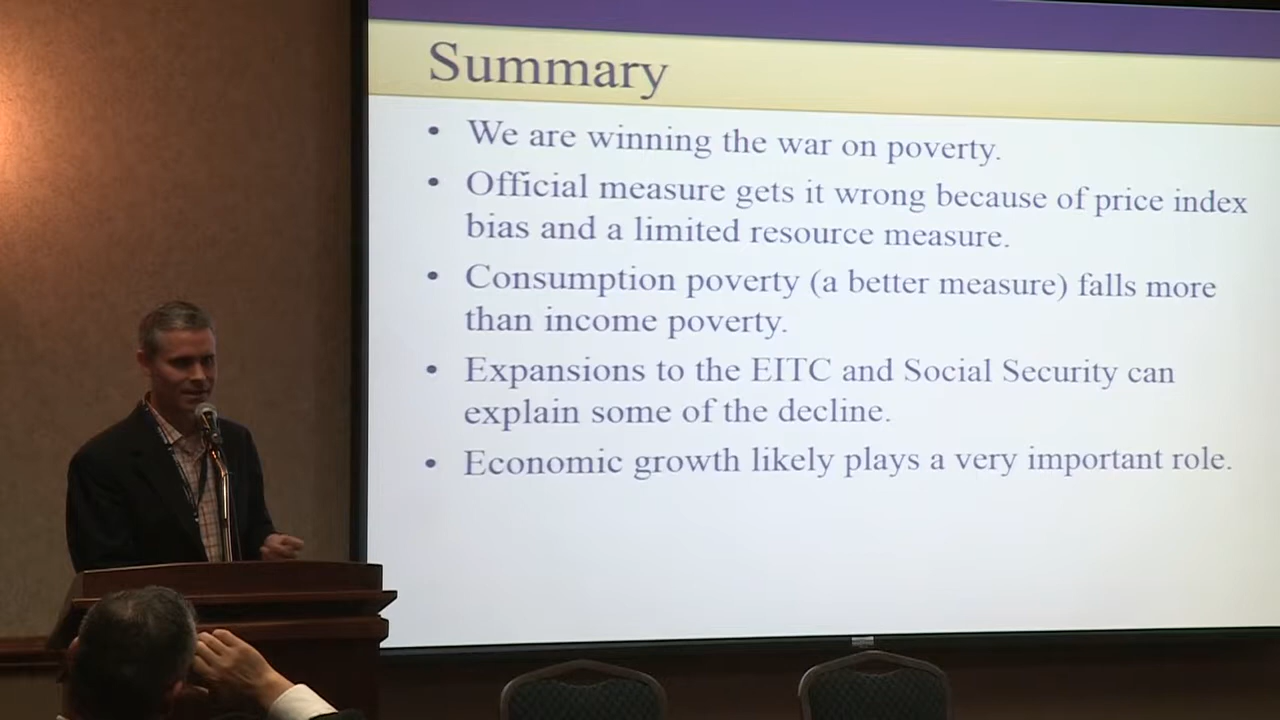 Summary
• We are winning the war on poverty.
• Official measure gets it wrong because of price index
bias and a limited resource measure.
• Consumption poverty (a better measure) falls more
than income poverty.
• Expansions to the EITC and Social Security can
explain some of the decline.
• Economic growth likely plays a very important role.